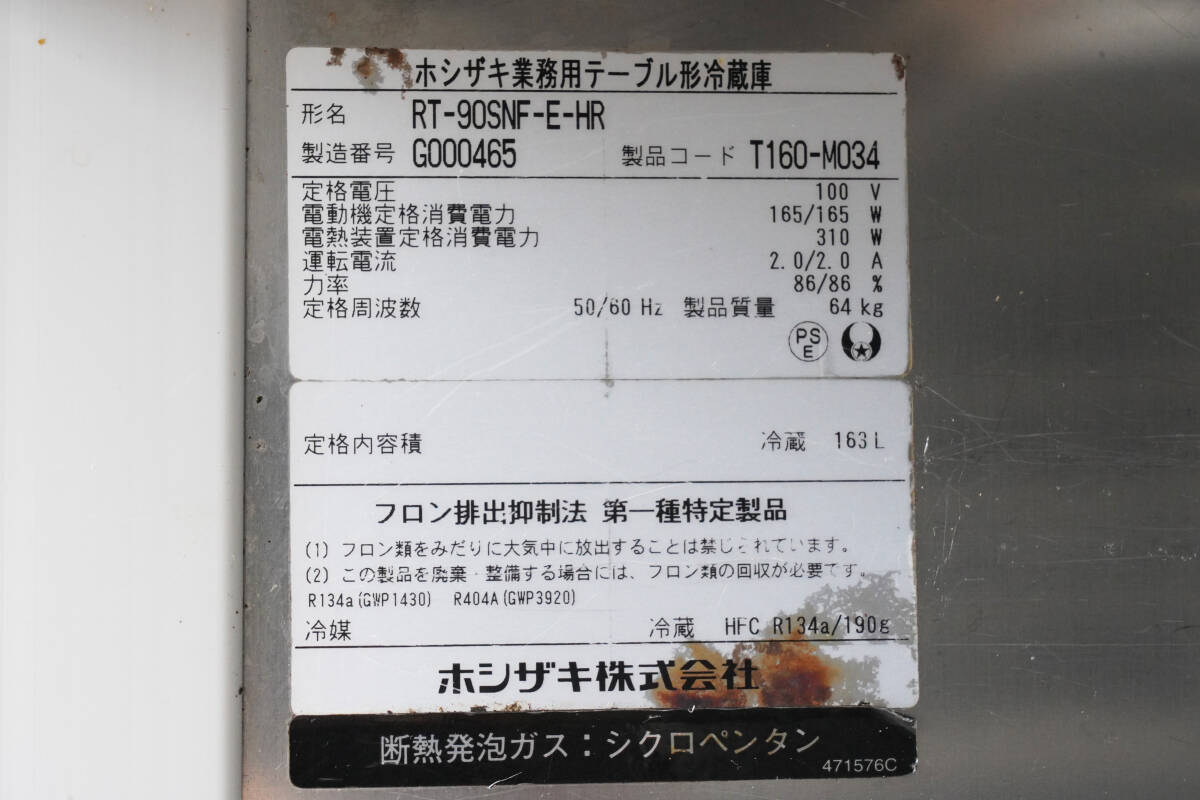 ホシザキ業務用テーブル形冷蔵庫
形名 RT-90SNF-E-HR
製造番号 G000465 製品コード T160-M034
定格電圧 100 V
電動機定格消費電力 165/165 W
電熱装置定格消費電力 310 W
運転電流 2.0/2.0 A
力率 86/86 %
定格周波数 50/60 Hz 製品質量 64 kg
PS E
定格内容積 冷蔵 163 L
フロン排出抑制法 第一種特定製品
(1) フロン類をみだりに大気中に放出することは禁じられています。
(2) この製品を廃棄・整備する場合には、フロン類の回収が必要です。
R134a(GWP1430) R404A(GWP3920)
冷媒 冷蔵 HFC R134a/190g
ホシザキ株式会社
断熱発泡ガス：シクロペンタン
471576C